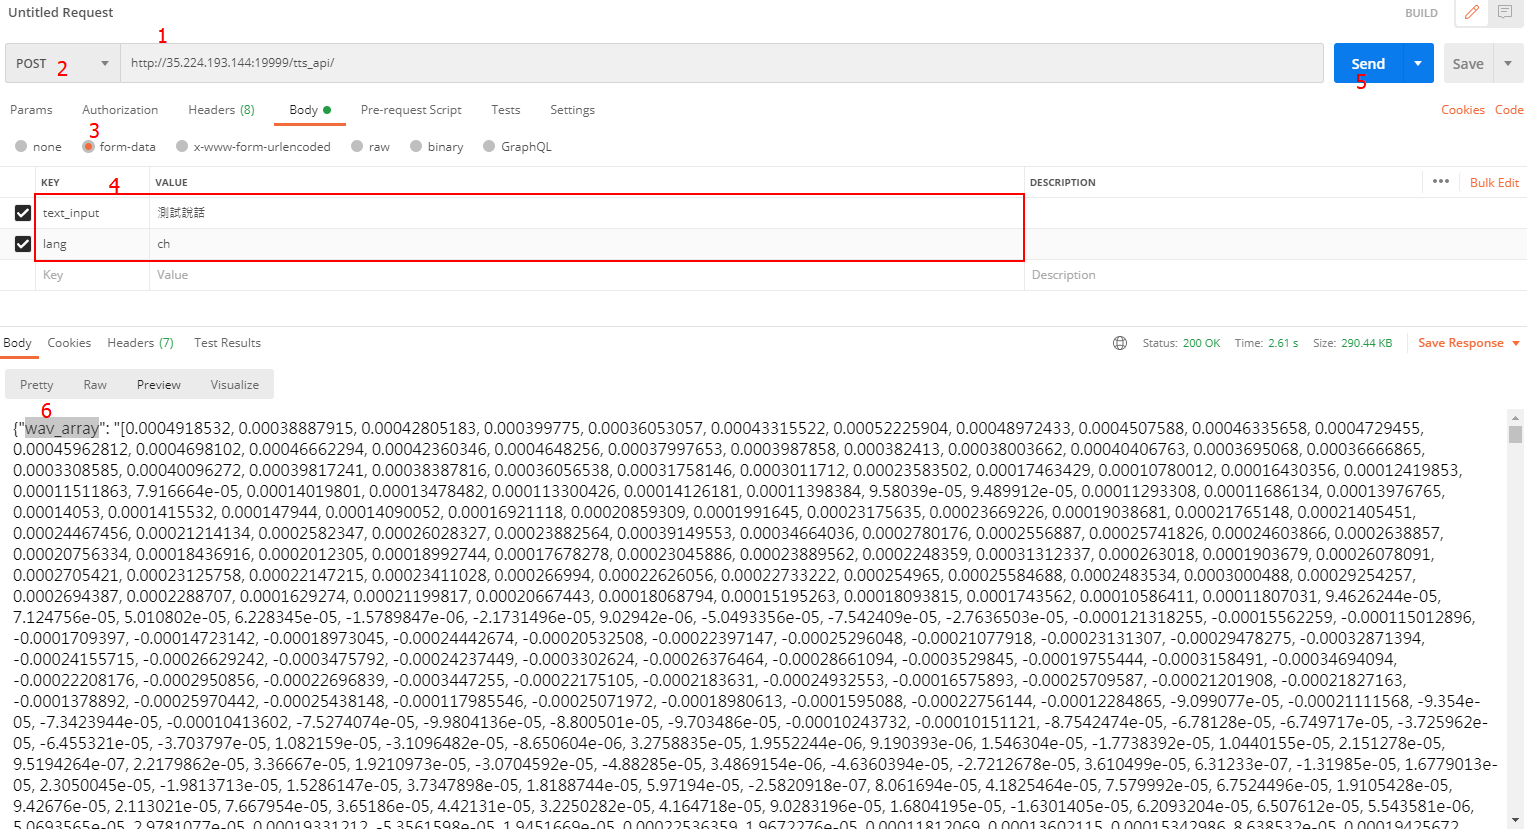 Untitled Request
BUILD
1
POST
2
http://35.224.193.144:19999/tts_api/
Send
5
Save
Params Authorization Headers (8) Body Pre-request Script Tests Settings Cookies Code
3
none form-data x-www-form-urlencoded raw binary GraphQL
KEY 4 VALUE DESCRIPTION ••• Bulk Edit
text_input 測試說話
lang ch
Key Value Description
Body Cookies Headers (7) Test Results Status: 200 OK Time: 2.61 s Size: 290.44 KB Save Response
Pretty Raw Preview Visualize
6
{"wav_array": "[0.0004918532, 0.00038887915, 0.00042805183, 0.000399775, 0.00036053057, 0.00043315522, 0.00052225904, 0.00048972433, 0.0004507588, 0.00046335658, 0.0004729455,
0.00045962812, 0.0004698102, 0.00046662294, 0.00042360346, 0.0004648256, 0.00037997653, 0.0003987858, 0.000382413, 0.00038003662, 0.00040406763, 0.0003695068, 0.00036666865,
0.0003308585, 0.00040096272, 0.00039817241, 0.00038387816, 0.00036056538, 0.00031758146, 0.0003011712, 0.00023583502, 0.00017463429, 0.00010780012, 0.00016430356, 0.00012419853,
0.00011511863, 7.916664e-05, 0.00014019801, 0.00013478482, 0.000113300426, 0.00014126181, 0.00011398384, 9.58039e-05, 9.489912e-05, 0.00011293308, 0.00011686134, 0.00013976765,
0.00014053, 0.0001415532, 0.000147944, 0.00014090052, 0.00016921118, 0.00020859309, 0.0001991645, 0.00023175635, 0.00023669226, 0.00019038681, 0.00021765148, 0.00021405451,
0.00024467456, 0.00021214134, 0.0002582347, 0.00026028327, 0.00023882564, 0.00039149553, 0.00034664036, 0.0002780176, 0.0002556887, 0.00025741826, 0.00024603866, 0.0002638857,
0.00020756334, 0.00018436916, 0.0002012305, 0.00018992744, 0.00017678278, 0.00023045886, 0.00023889562, 0.0002248359, 0.00031312337, 0.000263018, 0.0001903679, 0.00026078091,
0.0002705421, 0.00023125758, 0.00022147215, 0.00023411028, 0.000266994, 0.00022626056, 0.00022733222, 0.000254965, 0.00025584688, 0.0002483534, 0.0003000488, 0.00029254257,
0.0002694387, 0.0002288707, 0.0001629274, 0.00021199817, 0.00020667443, 0.00018068794, 0.00015195263, 0.00018093815, 0.0001743562, 0.00010586411, 0.00011807031, 9.4626244e-05,
7.124756e-05, 5.010802e-05, 6.228345e-05, -1.5789847e-06, -2.1731496e-05, 9.02942e-06, -5.0493356e-05, -7.542409e-05, -2.7636503e-05, -0.000121318255, -0.00015562259, -0.000115012896,
-0.0001709397, -0.00014723142, -0.00018973045, -0.00024442674, -0.00020532508, -0.00022397147, -0.00025296048, -0.00021077918, -0.00023131307, -0.00029478275, -0.00032871394,
-0.00024155715, -0.00026629242, -0.0003475792, -0.00024237449, -0.0003302624, -0.00026376464, -0.00028661094, -0.0003529845, -0.00019755444, -0.0003158491, -0.00034694094,
-0.00022208176, -0.0002950856, -0.00022696839, -0.0003447255, -0.00022175105, -0.0002183631, -0.00024932553, -0.00016575893, -0.00025709587, -0.00021201908, -0.00021827163,
-0.0001378892, -0.00025970442, -0.00025438148, -0.000117985546, -0.00025071972, -0.00018980613, -0.0001595088, -0.00022756144, -0.00012284865, -9.099077e-05, -0.00021111568, -9.354e-
05, -7.3423944e-05, -0.00010413602, -7.5274074e-05, -9.9804136e-05, -8.800501e-05, -9.703486e-05, -0.00010243732, -0.00010151121, -8.7542474e-05, -6.78128e-05, -6.749717e-05, -3.725962e-
05, -6.455321e-05, -3.703797e-05, 1.082159e-05, -3.1096482e-05, -8.650604e-06, 3.2758835e-05, 1.9552244e-06, 9.190393e-06, 1.546304e-05, -1.7738392e-05, 1.0440155e-05, 2.151278e-05,
9.5194264e-07, 2.2179862e-05, 3.36667e-05, 1.9210973e-05, -3.0704592e-05, -4.88285e-05, 3.4869154e-06, -4.6360394e-05, -2.7212678e-05, 3.610499e-05, 6.31233e-07, -1.31985e-05, 1.6779013e-
05, 2.3050045e-05, -1.9813713e-05, 1.5286147e-05, 3.7347898e-05, 1.8188744e-05, 5.97194e-05, -2.5820918e-07, 8.061694e-05, 4.1825464e-05, 7.579992e-05, 6.7524496e-05, 1.9105428e-05,
9.42676e-05, 2.113021e-05, 7.667954e-05, 3.65186e-05, 4.42131e-05, 3.2250282e-05, 4.164718e-05, 9.0283196e-05, 1.6804195e-05, -1.6301405e-05, 6.2093204e-05, 6.507612e-05, 5.543581e-06,
5.0693565e-05, 2.9781077e-05, 0.00019331212, -5.3561598e-05, 1.9451669e-05, 0.00022536359, 1.9672276e-05, 0.00011812069, 0.00013602115, 0.00015342986, 8.638532e-05, 0.00019425672,